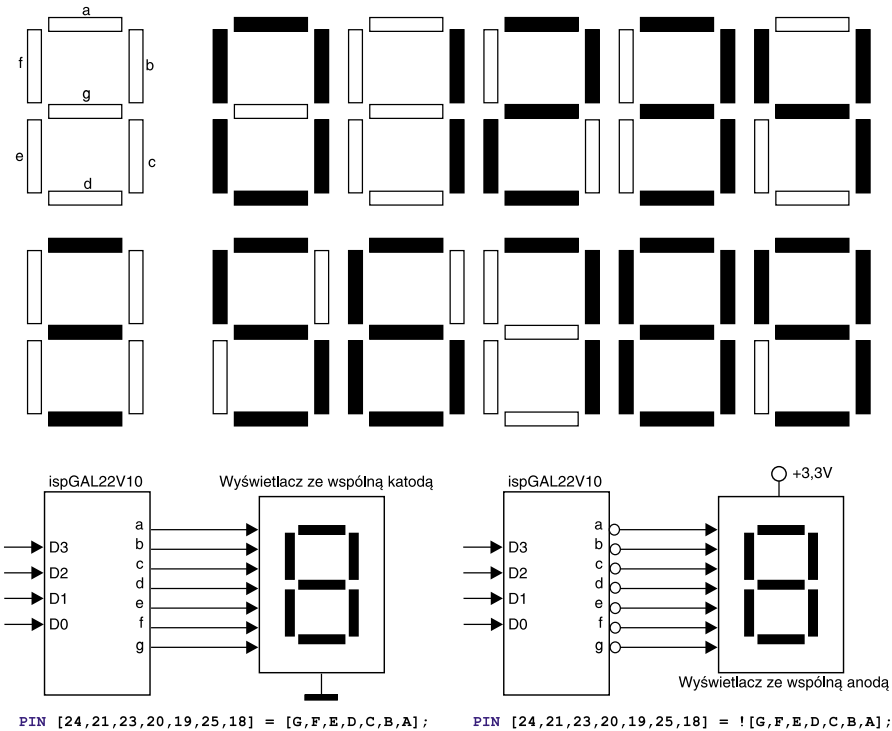 a
f
b
g
e
c
d
ispGAL22V10
Wyświetlacz ze wspólną katodą
D3
D2
D1
D0
a
b
c
d
e
f
g
PIN [24,21,23,20,19,25,18] = [G,F,E,D,C,B,A];
ispGAL22V10
+3,3V
D3
D2
D1
D0
a
b
c
d
e
f
g
Wyświetlacz ze wspólną anodą
PIN [24,21,23,20,19,25,18] = ![G,F,E,D,C,B,A];